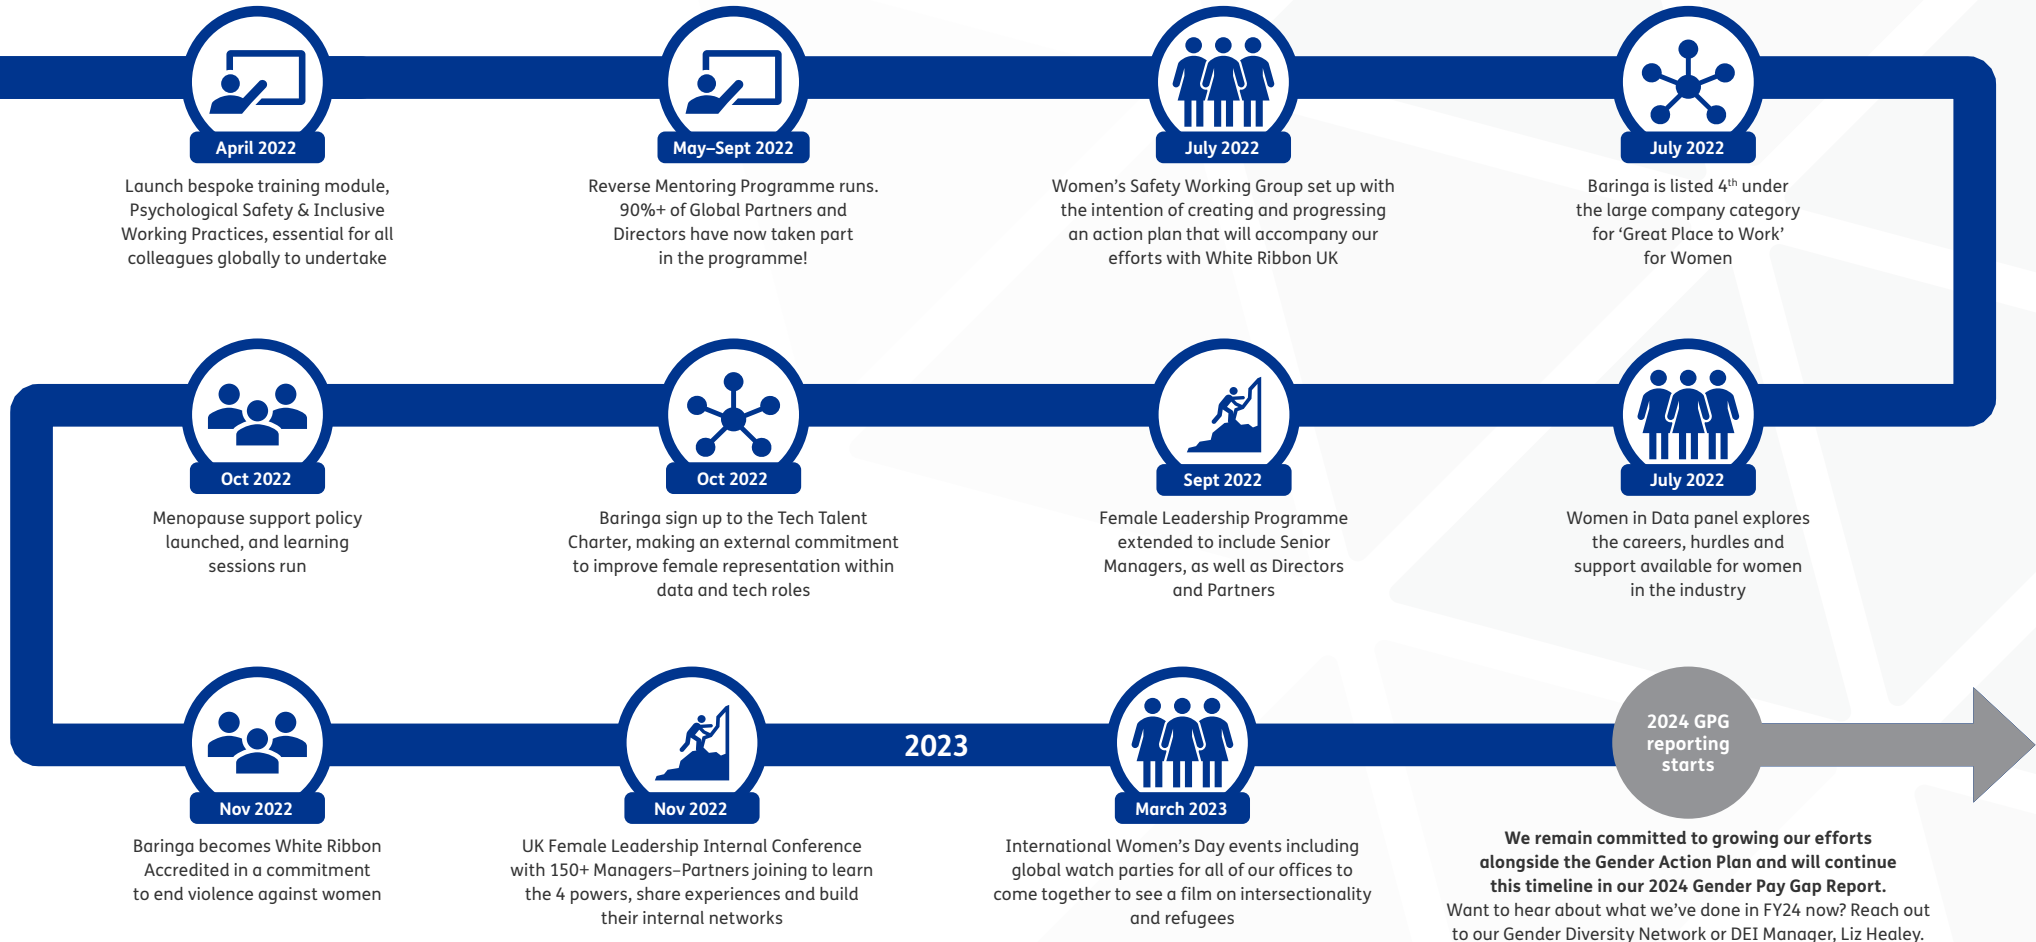 April 2022
Launch bespoke training module,
Psychological Safety & Inclusive
Working Practices, essential for all
colleagues globally to undertake
May–Sept 2022
Reverse Mentoring Programme runs.
90%+ of Global Partners and
Directors have now taken part
in the programme!
July 2022
Women’s Safety Working Group set up with
the intention of creating and progressing
an action plan that will accompany our
efforts with White Ribbon UK
July 2022
Baringa is listed 4th under
the large company category
for ‘Great Place to Work’
for Women
July 2022
Women in Data panel explores
the careers, hurdles and
support available for women
in the industry
Sept 2022
Female Leadership Programme
extended to include Senior
Managers, as well as Directors
and Partners
Oct 2022
Baringa sign up to the Tech Talent
Charter, making an external commitment
to improve female representation within
data and tech roles
Oct 2022
Menopause support policy
launched, and learning
sessions run
Nov 2022
Baringa becomes White Ribbon
Accredited in a commitment
to end violence against women
Nov 2022
UK Female Leadership Internal Conference
with 150+ Managers–Partners joining to learn
the 4 powers, share experiences and build
their internal networks
2023
March 2023
International Women’s Day events including
global watch parties for all of our offices to
come together to see a film on intersectionality
and refugees
2024 GPG
reporting
starts
We remain committed to growing our efforts
alongside the Gender Action Plan and will continue
this timeline in our 2024 Gender Pay Gap Report.
Want to hear about what we’ve done in FY24 now? Reach out
to our Gender Diversity Network or DEI Manager, Liz Healey.